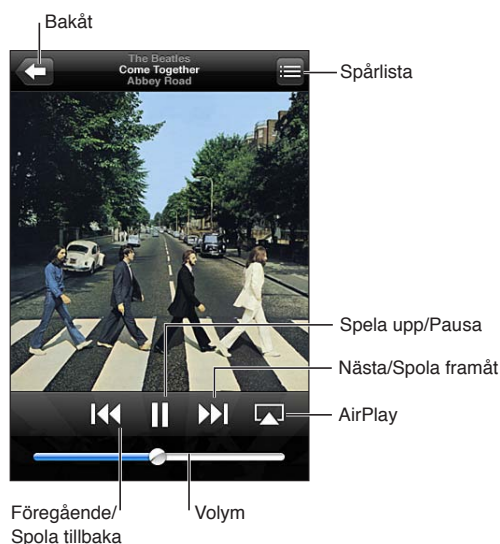 Bakåt
The Beatles
Come Together
Abbey Road
Spårlista
Spela upp/Pausa
Nästa/Spola framåt
AirPlay
Föregående/
Spola tillbaka
Volym